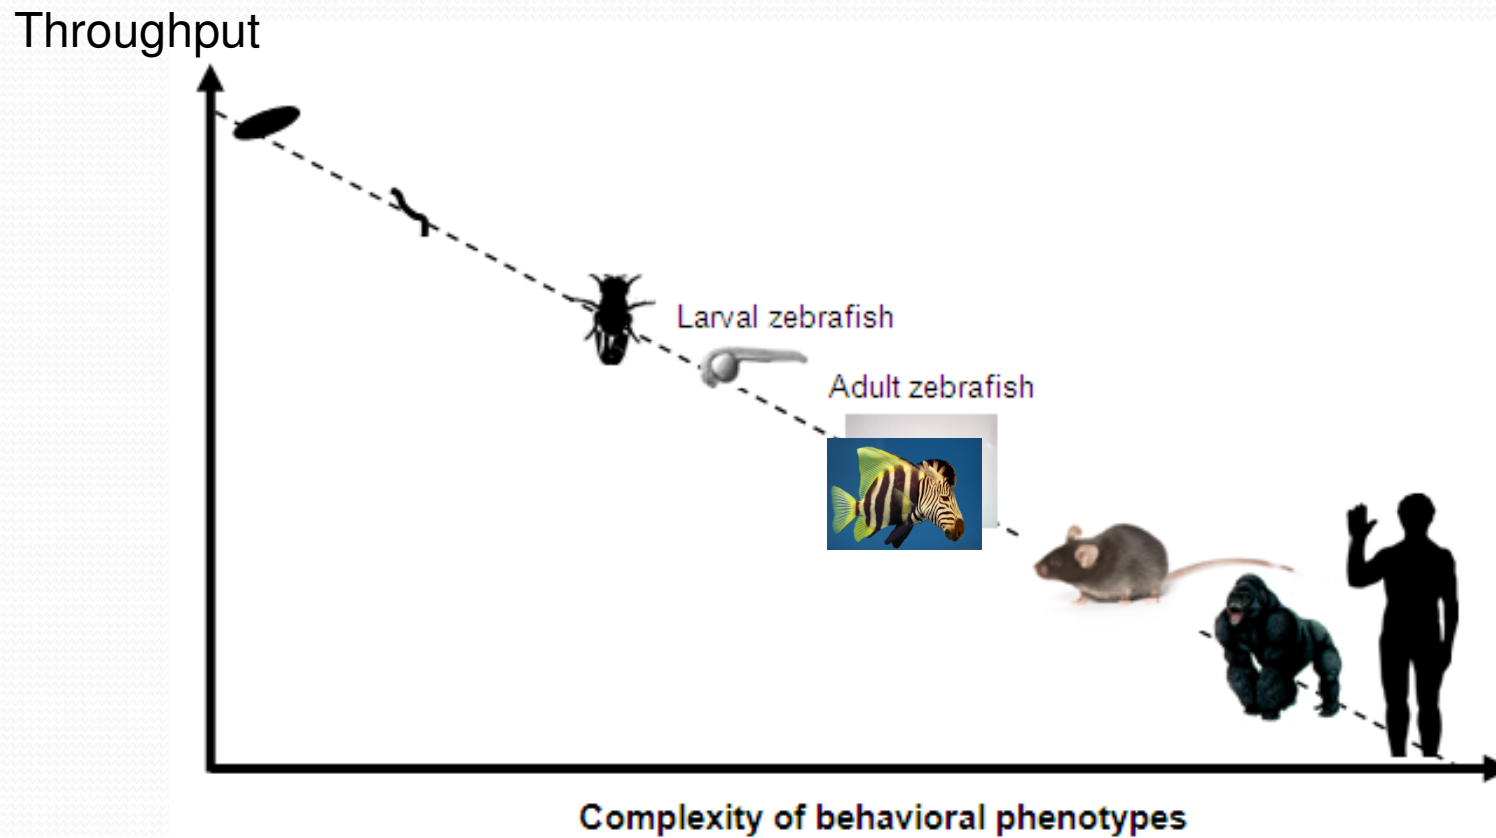 Throughput
Larval zebrafish
Adult zebrafish
Complexity of behavioral phenotypes